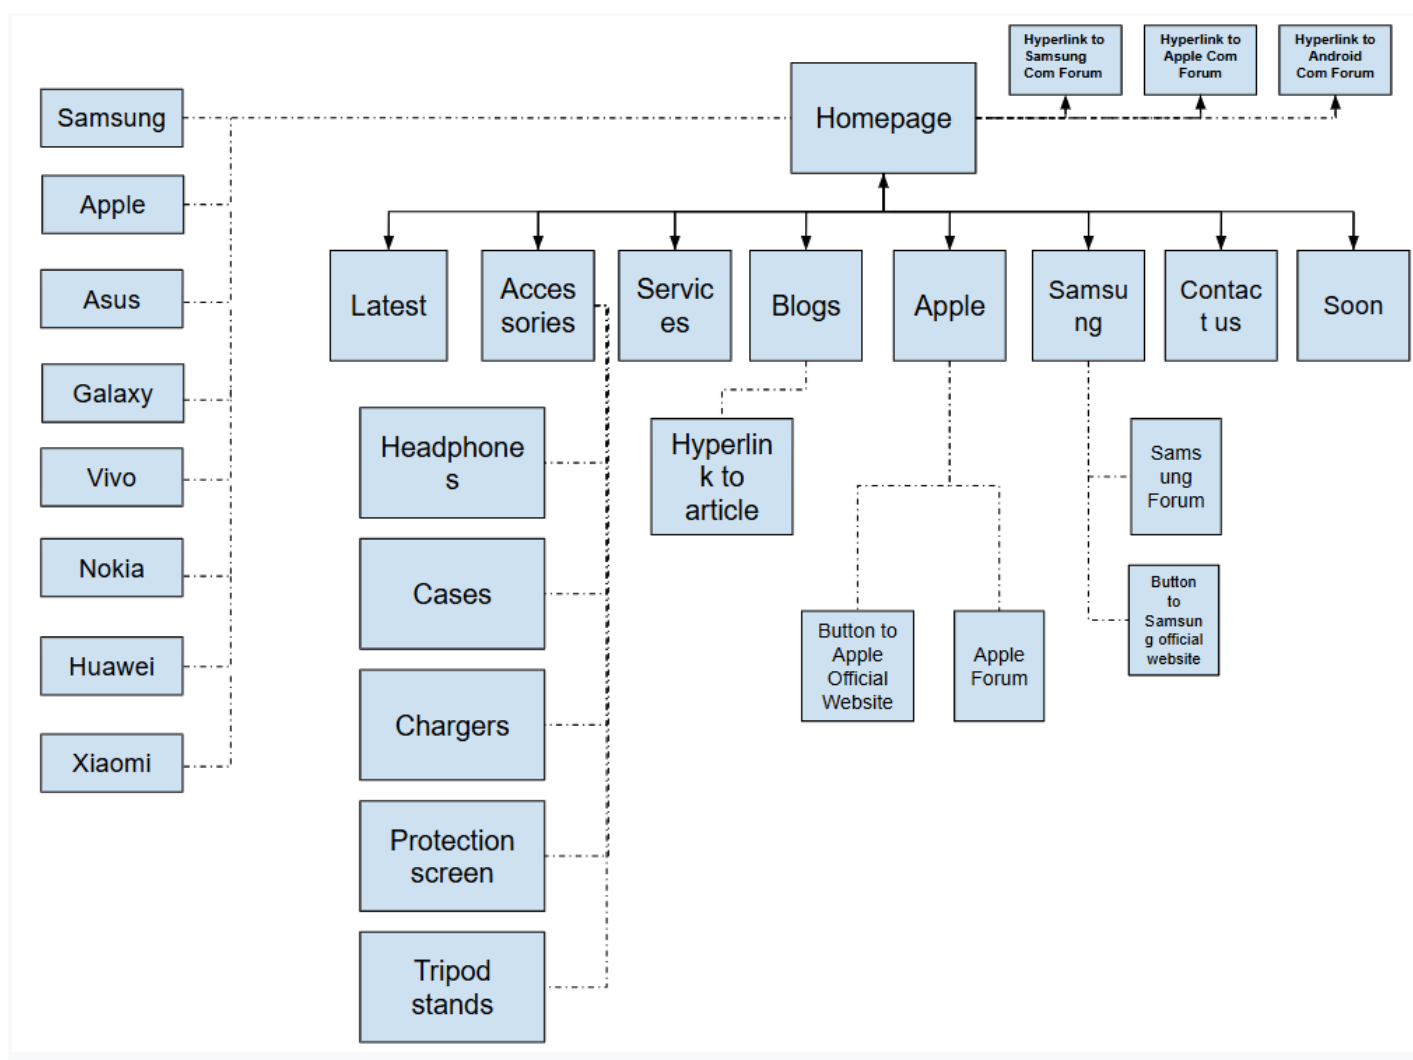 Hyperlink to
Samsung
Com Forum
Hyperlink to
Apple Com
Forum
Hyperlink to
Android
Com Forum
Homepage
Samsung
Apple
Asus
Galaxy
Vivo
Nokia
Huawei
Xiaomi
Latest
Acces
sories
Servic
es
Blogs
Apple
Samsu
ng
Contac
t us
Soon
Headphone
s
Cases
Chargers
Protection
screen
Tripod
stands
Hyperlin
k to
article
Button to
Apple
Official
Website
Apple
Forum
Sams
ung
Forum
Button
to
Samsun
g official
website